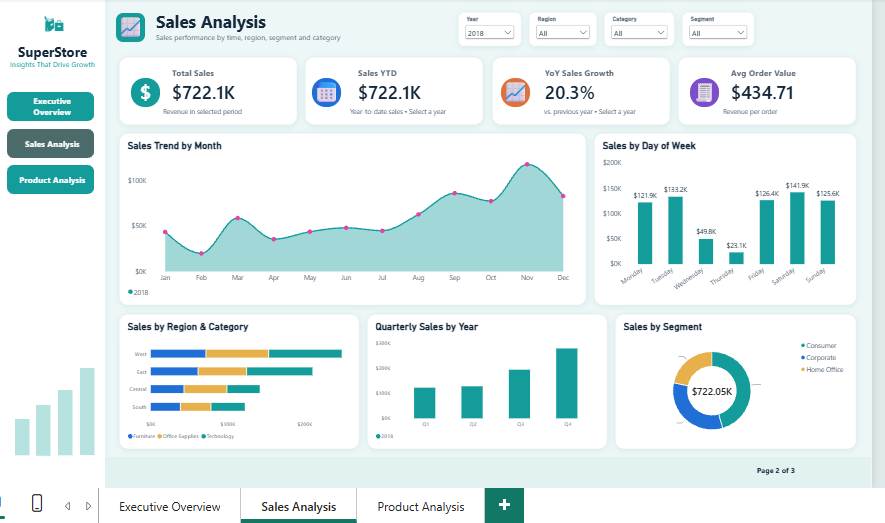 SuperStore
Insights That Drive Growth
Executive
Overview
Sales Analysis
Product Analysis
Sales Analysis
Sales performance by time, region, segment and category
Year
2018
Region
All
Category
All
Segment
All
$
Total Sales
$722.1K
Revenue in selected period
Sales YTD
$722.1K
Year-to-date sales • Select a year
YoY Sales Growth
20.3%
vs. previous year • Select a year
Avg Order Value
$434.71
Revenue per order
Sales Trend by Month
$100K
$50K
$0K
Jan Feb Mar Apr May Jun Jul Aug Sep Oct Nov Dec
2018
Sales by Day of Week
$200K
$150K
$100K
$50K
$0K
$121.9K $133.2K $49.8K $23.1K $126.4K $141.9K $125.6K
Monday Tuesday Wednesday Thursday Friday Saturday Sunday
Sales by Region & Category
West
East
Central
South
$0K $100K $200K
Furniture Office Supplies Technology
Quarterly Sales by Year
$300K
$200K
$100K
$0K
Q1 Q2 Q3 Q4
2018
Sales by Segment
$722.05K
Consumer
Corporate
Home Office
Page 2 of 3
Executive Overview
Sales Analysis
Product Analysis
+